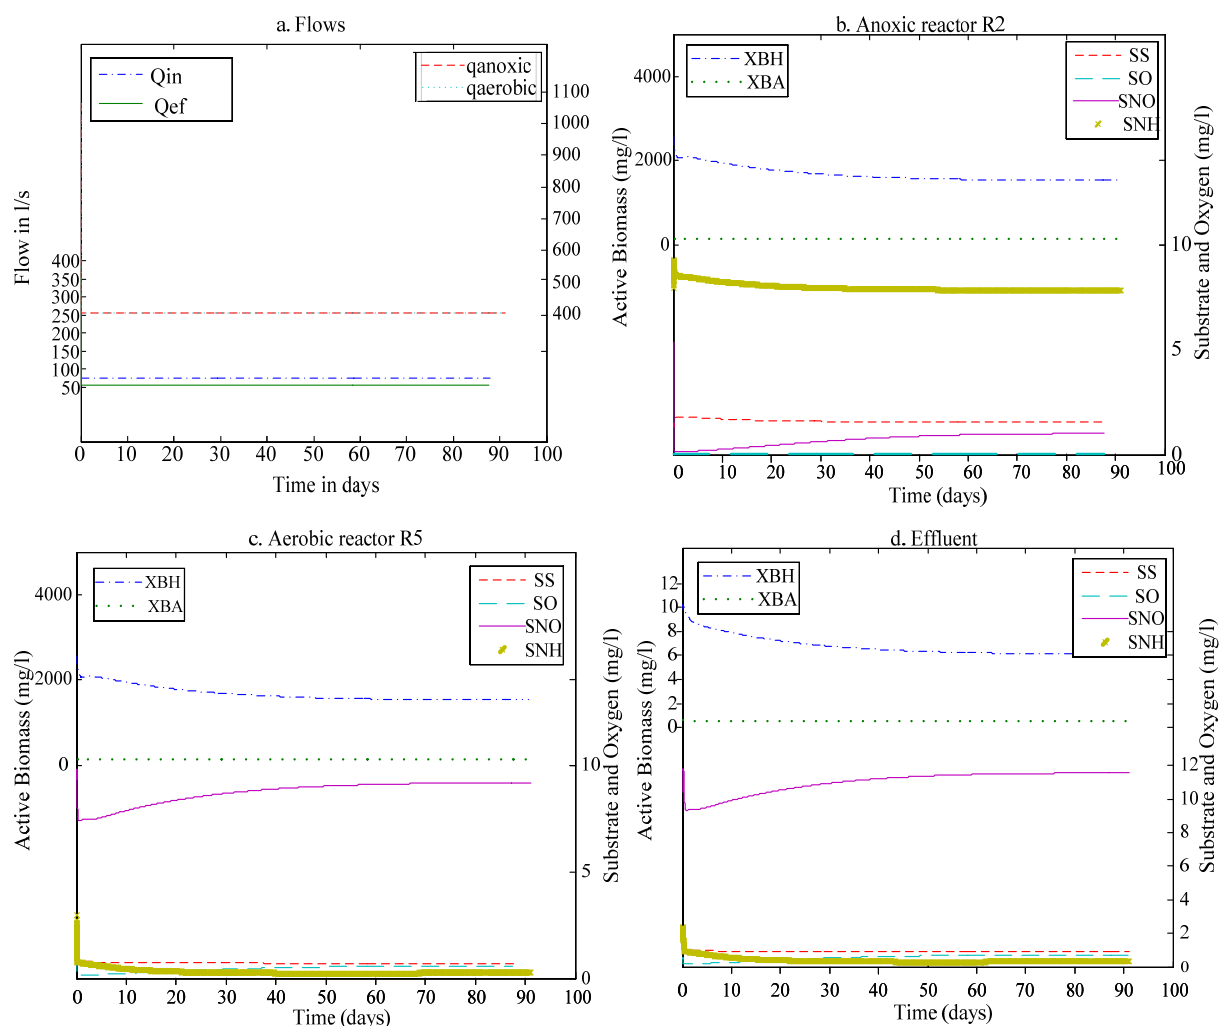 a. Flows
Qin
Qef
qanoxic
qaerobic
1100
1000
900
800
700
600
500
400
400
350
300
250
200
150
100
50
Flow in l/s
0 10 20 30 40 50 60 70 80 90 100
Time in days
b. Anoxic reactor R2
XBH
XBA
SS
SO
SNO
SNH
4000
2000
0
10
5
0
Active Biomass (mg/l)
Substrate and Oxygen (mg/l)
0 10 20 30 40 50 60 70 80 90 100
Time (days)
c. Aerobic reactor R5
XBH
XBA
SS
SO
SNO
SNH
4000
2000
0
10
5
0
Active Biomass (mg/l)
Substrate and Oxygen (mg/l)
0 10 20 30 40 50 60 70 80 90 100
Time (days)
d. Effluent
XBH
XBA
SS
SO
SNO
SNH
12
10
8
6
4
2
0
12
10
8
6
4
2
0
Active Biomass (mg/l)
Substrate and Oxygen (mg/l)
0 10 20 30 40 50 60 70 80 90 100
Time (days)